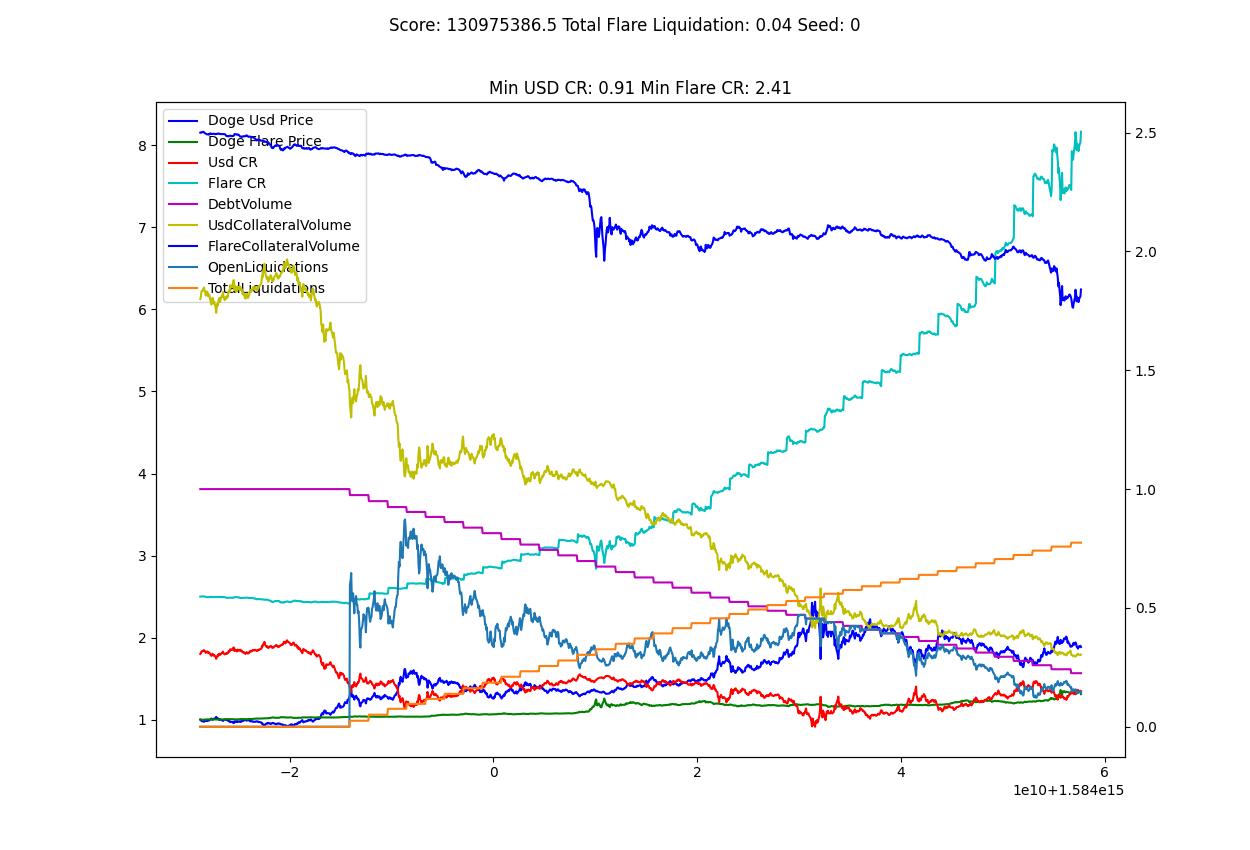 Score: 130975386.5 Total Flare Liquidation: 0.04 Seed: 0
Min USD CR: 0.91 Min Flare CR: 2.41
Doge Usd Price
Doge Flare Price
Usd CR
Flare CR
DebtVolume
UsdCollateralVolume
FlareCollateralVolume
OpenLiquidations
TotalLiquidations
8
7
6
5
4
3
2
1
2.5
2.0
1.5
1.0
0.5
0.0
−2
0
2
4
6
1e10+1.584e15